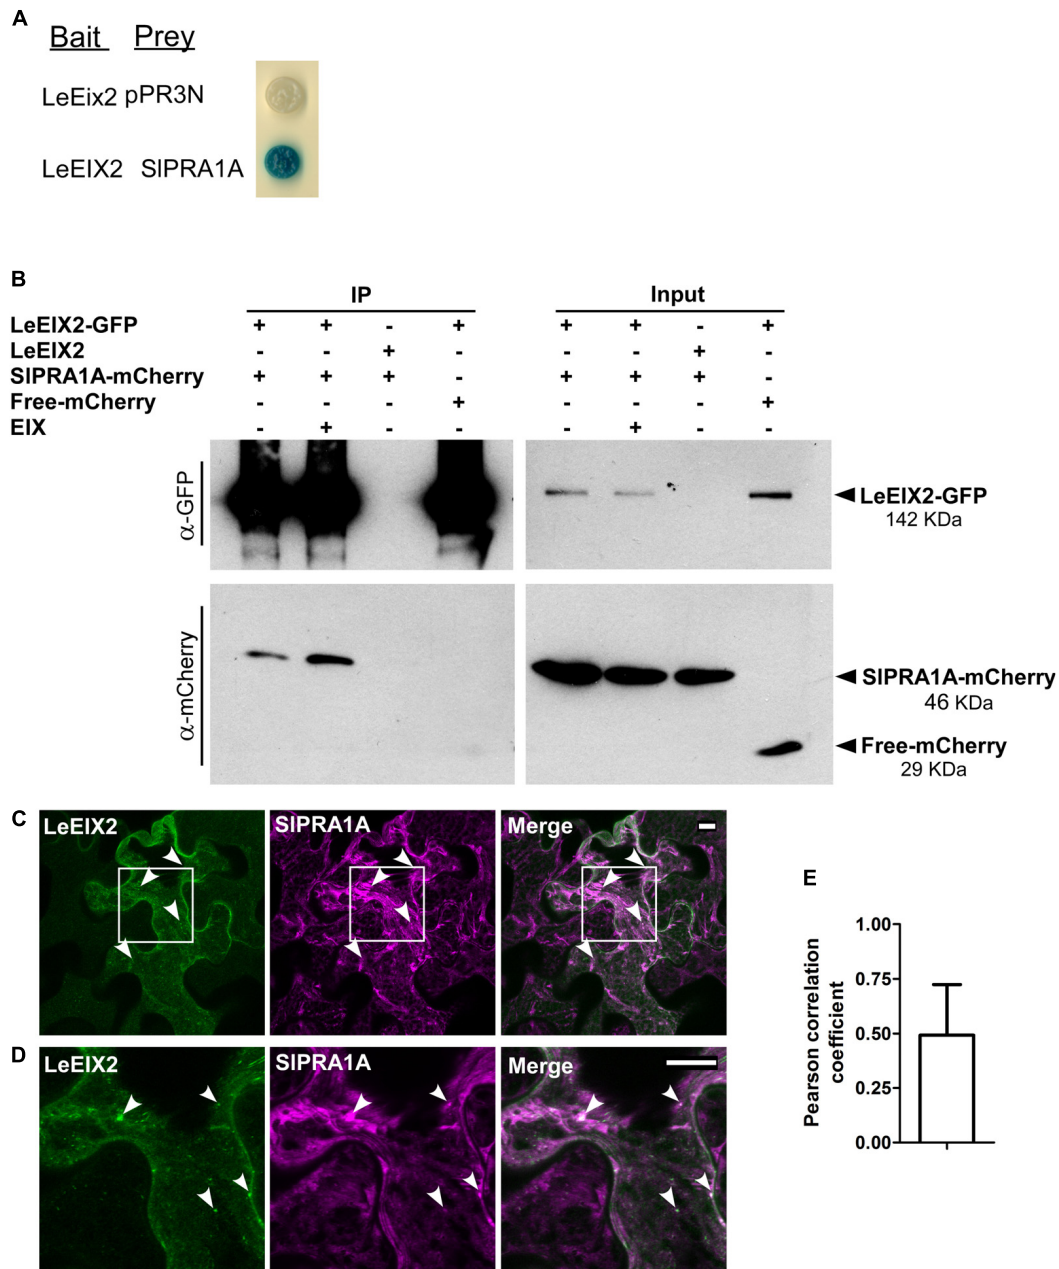 A
Bait Prey
LeEix2 pPR3N
LeEIX2 SlPRA1A
B
IP Input
LeEIX2-GFP + + - + + + - +
LeEIX2 - - + - - - + -
SlPRA1A-mCherry + + + - + + + -
Free-mCherry - - - + - - - +
EIX - + - - - + - -
α-GFP
LeEIX2-GFP
142 KDa
α-mCherry
SlPRA1A-mCherry
46 KDa
Free-mCherry
29 KDa
C
LeEIX2 SlPRA1A Merge
D
LeEIX2 SlPRA1A Merge
E
Pearson correlation
coefficient
1.00
0.75
0.50
0.25
0.00